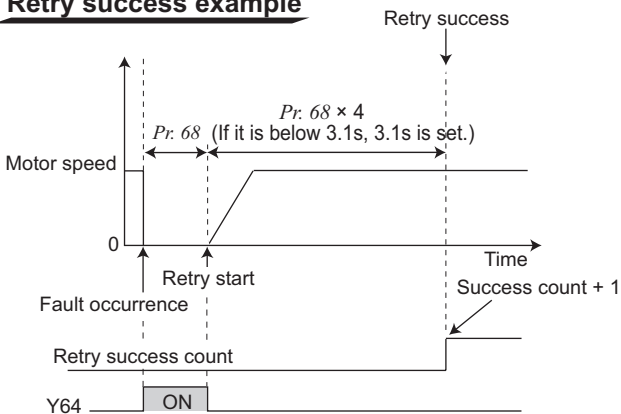 Retry success example
Retry success
Pr. 68 × 4
Pr. 68 (If it is below 3.1s, 3.1s is set.)
Motor speed
0
Time
Retry start
Success count + 1
Fault occurrence
Retry success count
Y64 ON